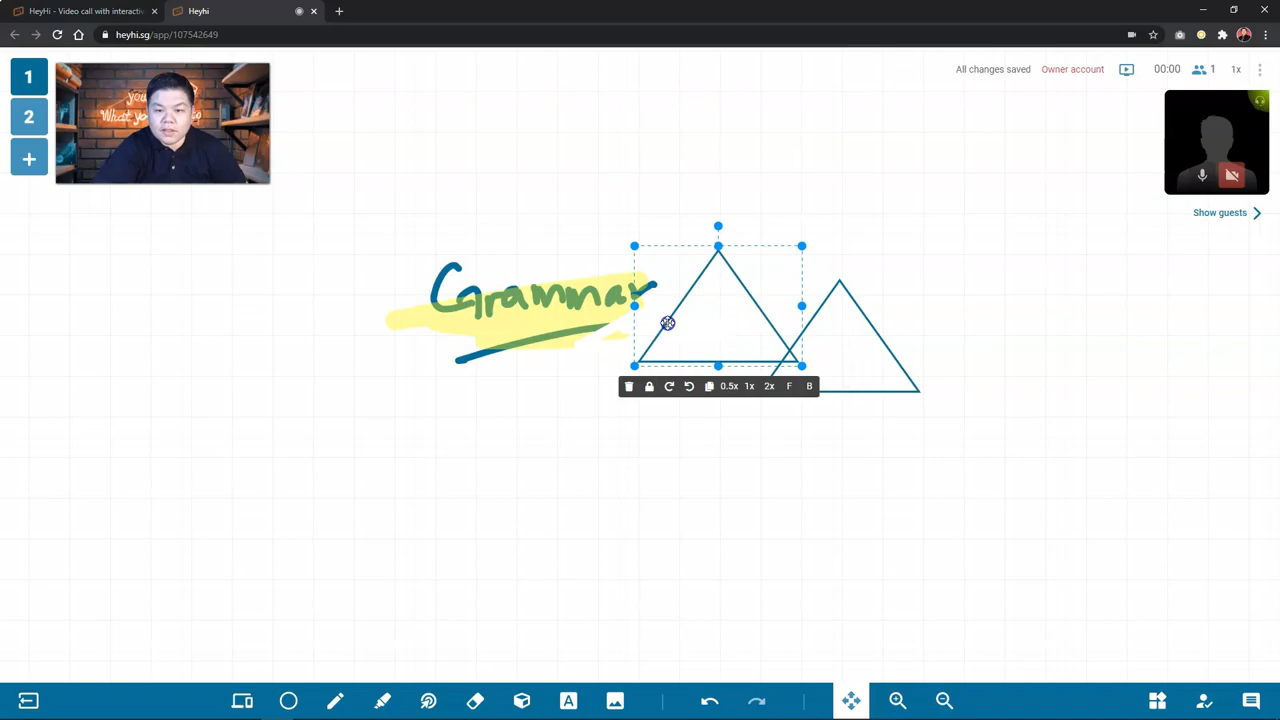 HeyHi - Video call with interactiv
Heyhi
heyhi.sg/app/107542649
1
2
+
All changes saved
Owner account
00:00
1
1x
Show guests
Grammar
0.5x 1x 2x F B
A